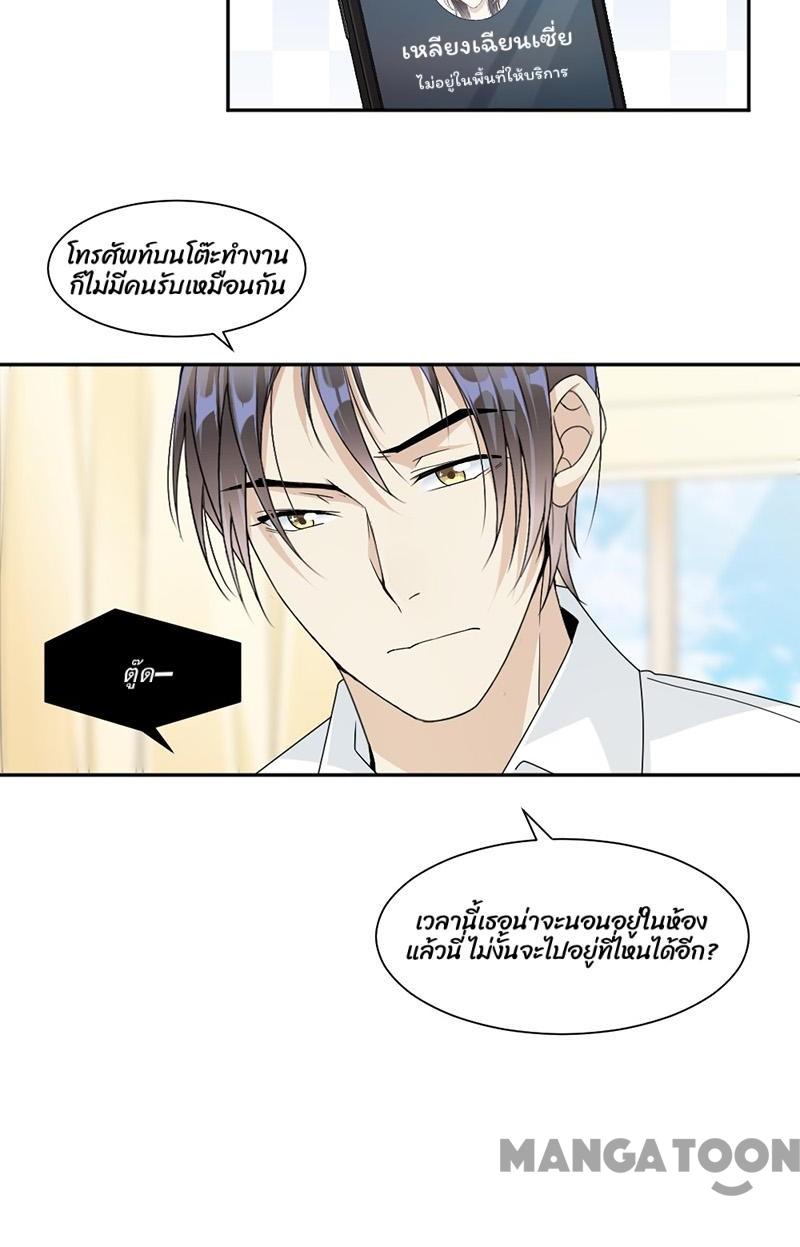 เหลียงเฉียนเซี่ย
ไม่อยู่ในพื้นที่ให้บริการ
โทรศัพท์บนโต๊ะทำงาน
ก็ไม่มีคนรับเหมือนกัน
ตู๊ด—
เวลานี้เธอน่าจะนอนอยู่ในห้อง
แล้วนี่ ไม่งั้นจะไปอยู่ที่ไหนได้อีก?
MANGATOON